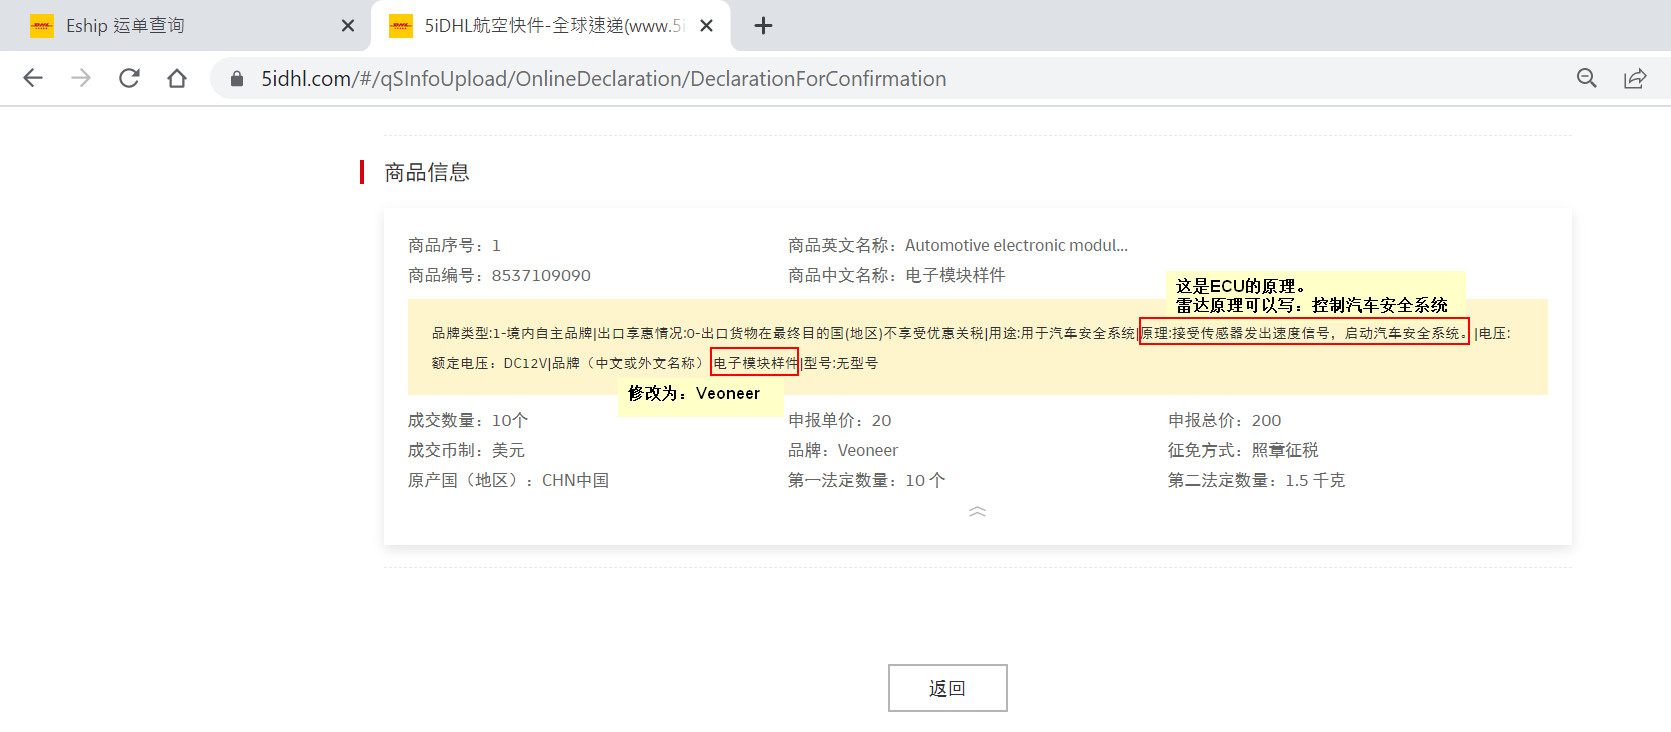 Eship 运单查询
5iDHL航空快件-全球速递(www.5i
5idhl.com/#/qSInfoUpload/OnlineDeclaration/DeclarationForConfirmation
商品信息
商品序号：1
商品英文名称：Automotive electronic modul...
商品编号：8537109090
商品中文名称：电子模块样件
这是ECU的原理。
雷达原理可以写：控制汽车安全系统
品牌类型:1-境内自主品牌|出口享惠情况:0-出口货物在最终目的国(地区)不享受优惠关税|用途:用于汽车安全系统|原理:接受传感器发出速度信号，启动汽车安全系统。|电压:
额定电压：DC12V|品牌（中文或外文名称）电子模块样件|型号:无型号
修改为：Veoneer
成交数量：10个
申报单价：20
申报总价：200
成交币制：美元
品牌：Veoneer
征免方式：照章征税
原产国（地区）：CHN中国
第一法定数量：10 个
第二法定数量：1.5 千克
返回